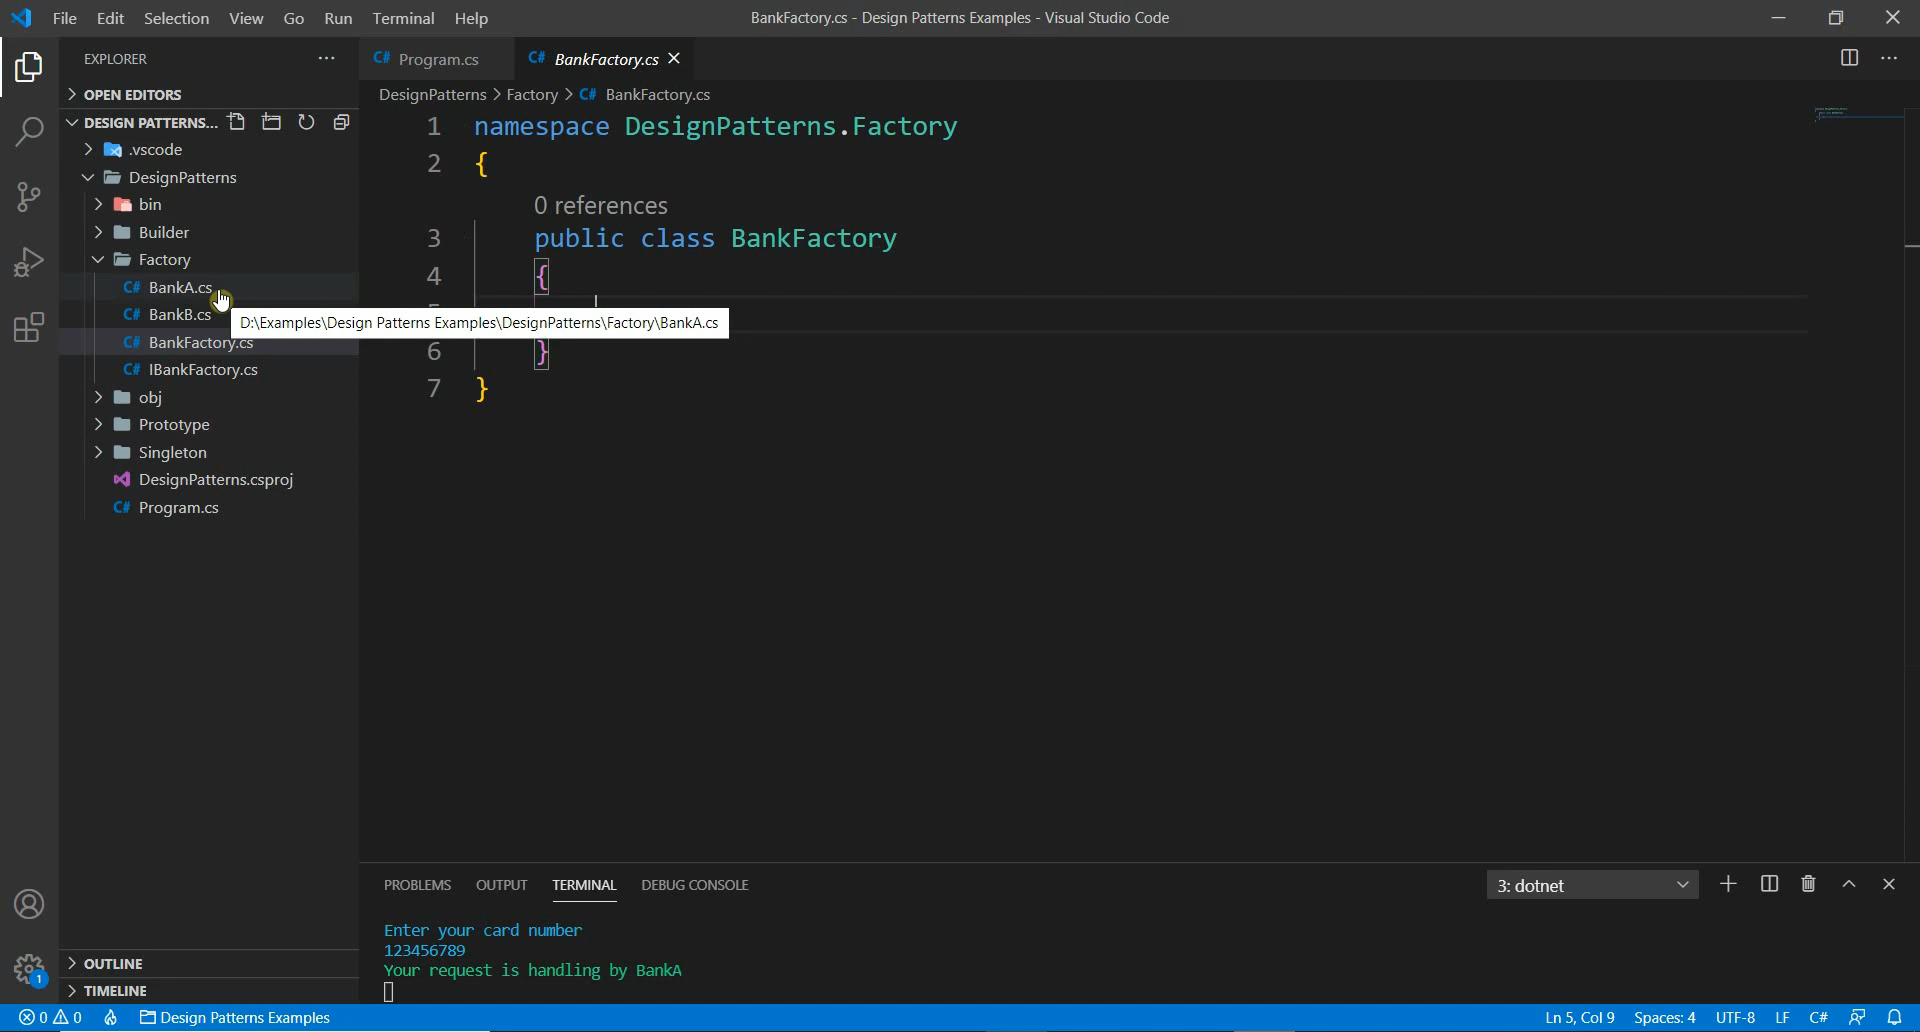 File Edit Selection View Go Run Terminal Help
BankFactory.cs - Design Patterns Examples - Visual Studio Code
EXPLORER
OPEN EDITORS
DESIGN PATTERNS...
.vscode
DesignPatterns
bin
Builder
Factory
C# BankA.cs
C# BankB.cs
C# BankFactory.cs
C# IBankFactory.cs
obj
Prototype
Singleton
DesignPatterns.csproj
C# Program.cs
OUTLINE
TIMELINE
1
C# Program.cs
C# BankFactory.cs
DesignPatterns > Factory > C# BankFactory.cs
1 namespace DesignPatterns.Factory
2 {
0 references
3 public class BankFactory
4 {
D:\Examples\Design Patterns Examples\DesignPatterns\Factory\BankA.cs
6 }
7 }
PROBLEMS OUTPUT TERMINAL DEBUG CONSOLE
3: dotnet
Enter your card number
123456789
Your request is handling by BankA
0 0 Design Patterns Examples
Ln 5, Col 9 Spaces: 4 UTF-8 LF C#